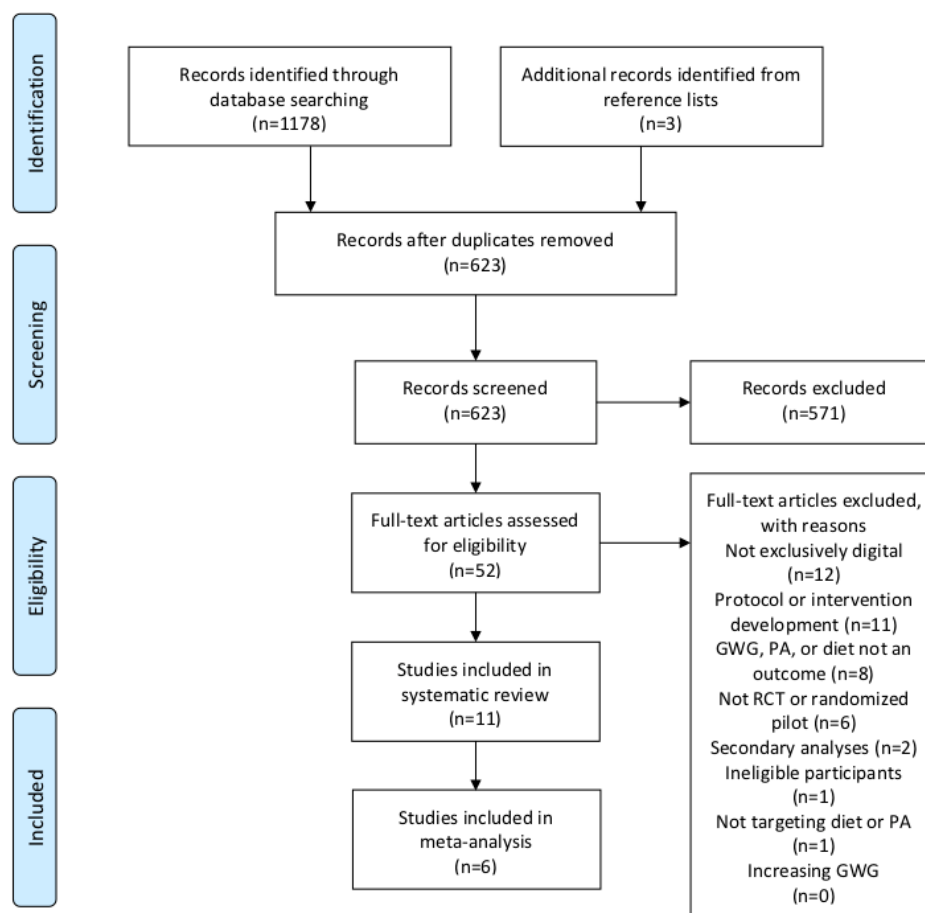 Identification
Records identified through
database searching
(n=1178)
Additional records identified from
reference lists
(n=3)
Records after duplicates removed
(n=623)
Screening
Records screened
(n=623)
Records excluded
(n=571)
Eligibility
Full-text articles assessed
for eligibility
(n=52)
Full-text articles excluded,
with reasons
Not exclusively digital
(n=12)
Protocol or intervention
development (n=11)
GWG, PA, or diet not an
outcome (n=8)
Not RCT or randomized
pilot (n=6)
Secondary analyses (n=2)
Ineligible participants
(n=1)
Not targeting diet or PA
(n=1)
Increasing GWG
(n=0)
Studies included in
systematic review
(n=11)
Included
Studies included in
meta-analysis
(n=6)